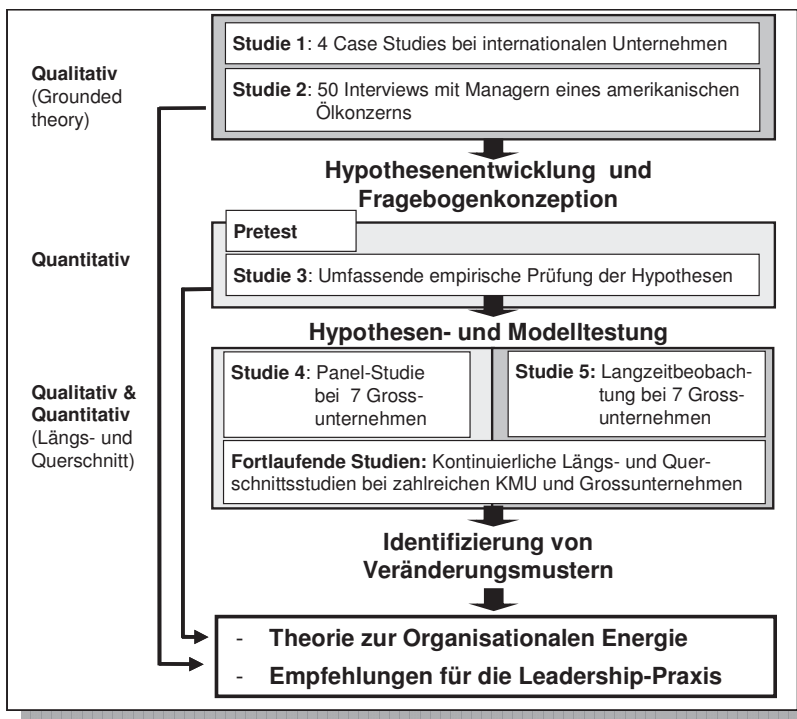 Qualitativ
(Grounded
theory)
Studie 1: 4 Case Studies bei internationalen Unternehmen
Studie 2: 50 Interviews mit Managern eines amerikanischen
Ölkonzerns
Hypothesenentwicklung und
Fragebogenkonzeption
Quantitativ
Pretest
Studie 3: Umfassende empirische Prüfung der Hypothesen
Hypothesen- und Modelltestung
Qualitativ &
Quantitativ
(Längs- und
Querschnitt)
Studie 4: Panel-Studie
bei 7 Gross-
unternehmen
Studie 5: Langzeitbeobach-
tung bei 7 Gross-
unternehmen
Fortlaufende Studien: Kontinuierliche Längs- und Quer-
schnittsstudien bei zahlreichen KMU und Grossunternehmen
Identifizierung von
Veränderungsmustern
- Theorie zur Organisationalen Energie
- Empfehlungen für die Leadership-Praxis